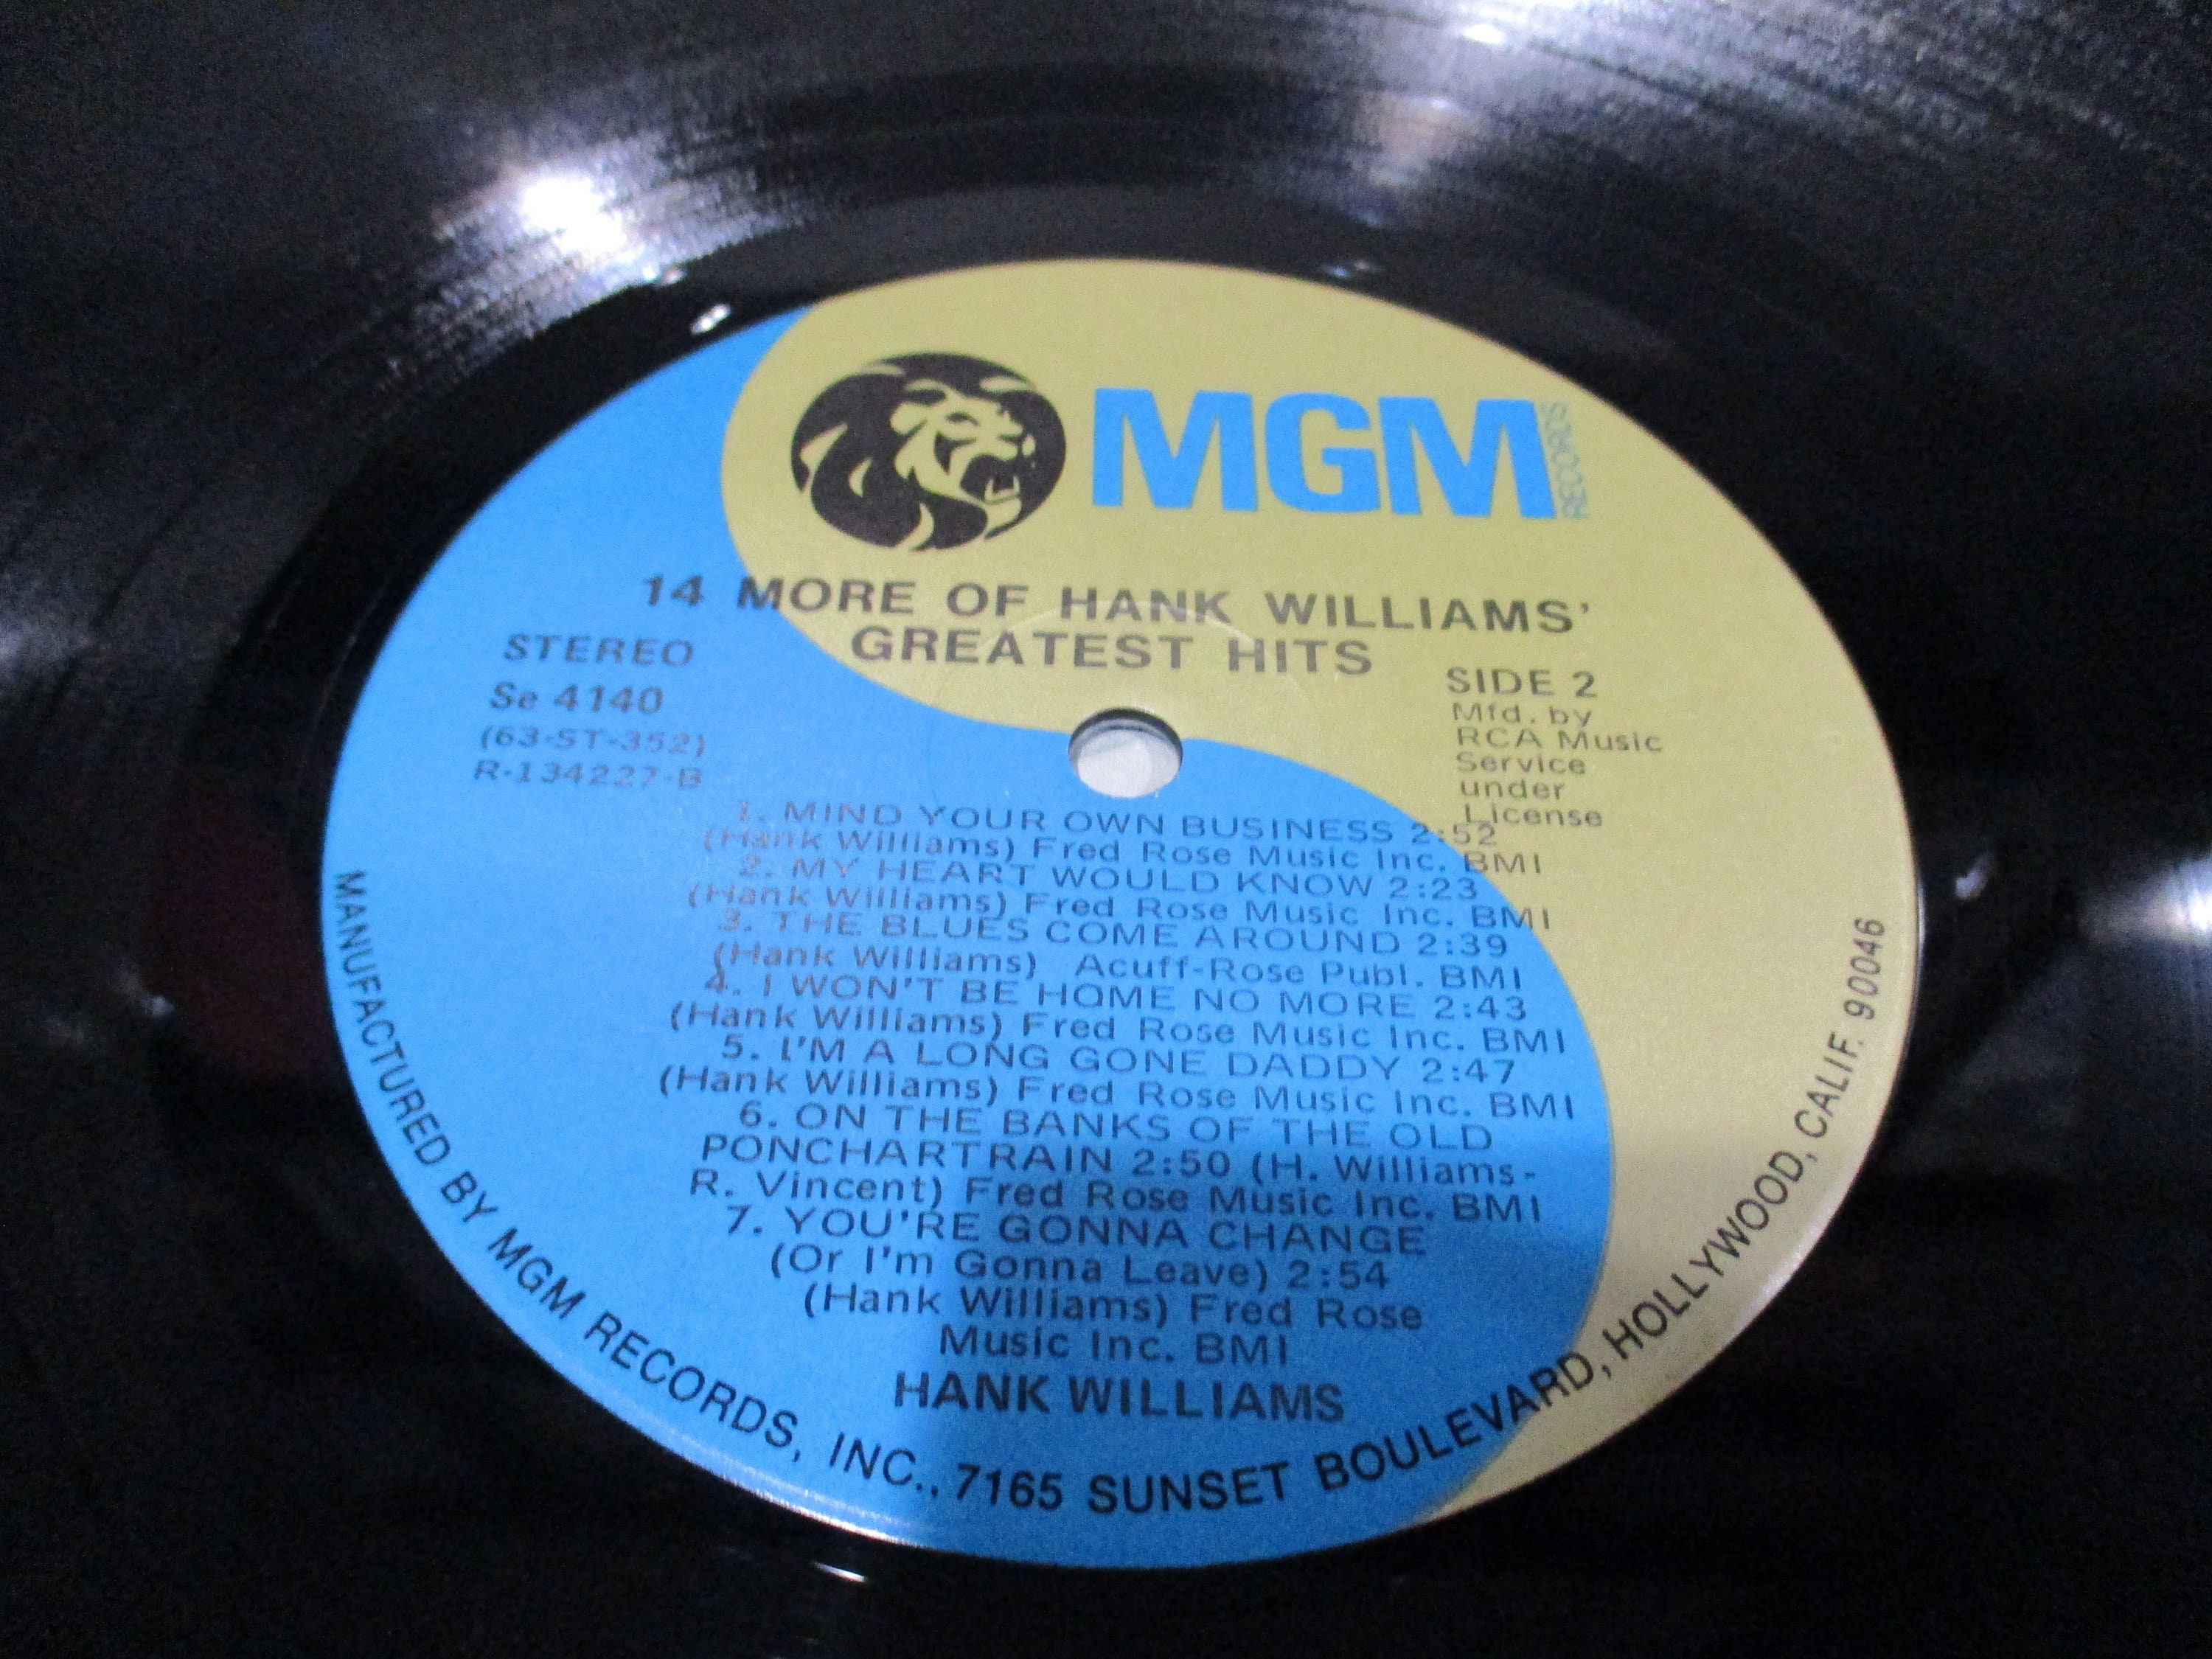 MGM RECORDS
14 MORE OF HANK WILLIAMS'
GREATEST HITS
STEREO
Se 4140
(63-ST-352)
R-134227-B
SIDE 2
Mfd. by
RCA Music
Service
under
License
1. MIND YOUR OWN BUSINESS 2:52
(Hank Williams) Fred Rose Music Inc. BMI
2. MY HEART WOULD KNOW 2:23
(Hank Williams) Fred Rose Music Inc. BMI
3. THE BLUES COME AROUND 2:39
(Hank Williams) Acuff-Rose Publ. BMI
4. I WON'T BE HOME NO MORE 2:43
(Hank Williams) Fred Rose Music Inc. BMI
5. I'M A LONG GONE DADDY 2:47
(Hank Williams) Fred Rose Music Inc. BMI
6. ON THE BANKS OF THE OLD
PONCHARTRAIN 2:50 (H. Williams-
R. Vincent) Fred Rose Music Inc. BMI
7. YOU'RE GONNA CHANGE
(Or I'm Gonna Leave) 2:54
(Hank Williams) Fred Rose
Music Inc. BMI
HANK WILLIAMS
MANUFACTURED BY MGM RECORDS, INC., 7165 SUNSET BOULEVARD, HOLLYWOOD, CALIF. 90046